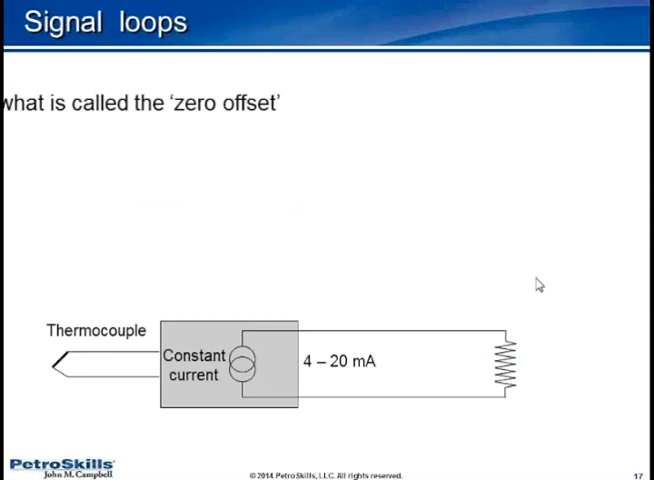 Signal loops
what is called the ‘zero offset’
Thermocouple
Constant
current
4 – 20 mA
PetroSkills
John M. Campbell
© 2014 PetroSkills, LLC. All rights reserved.
17